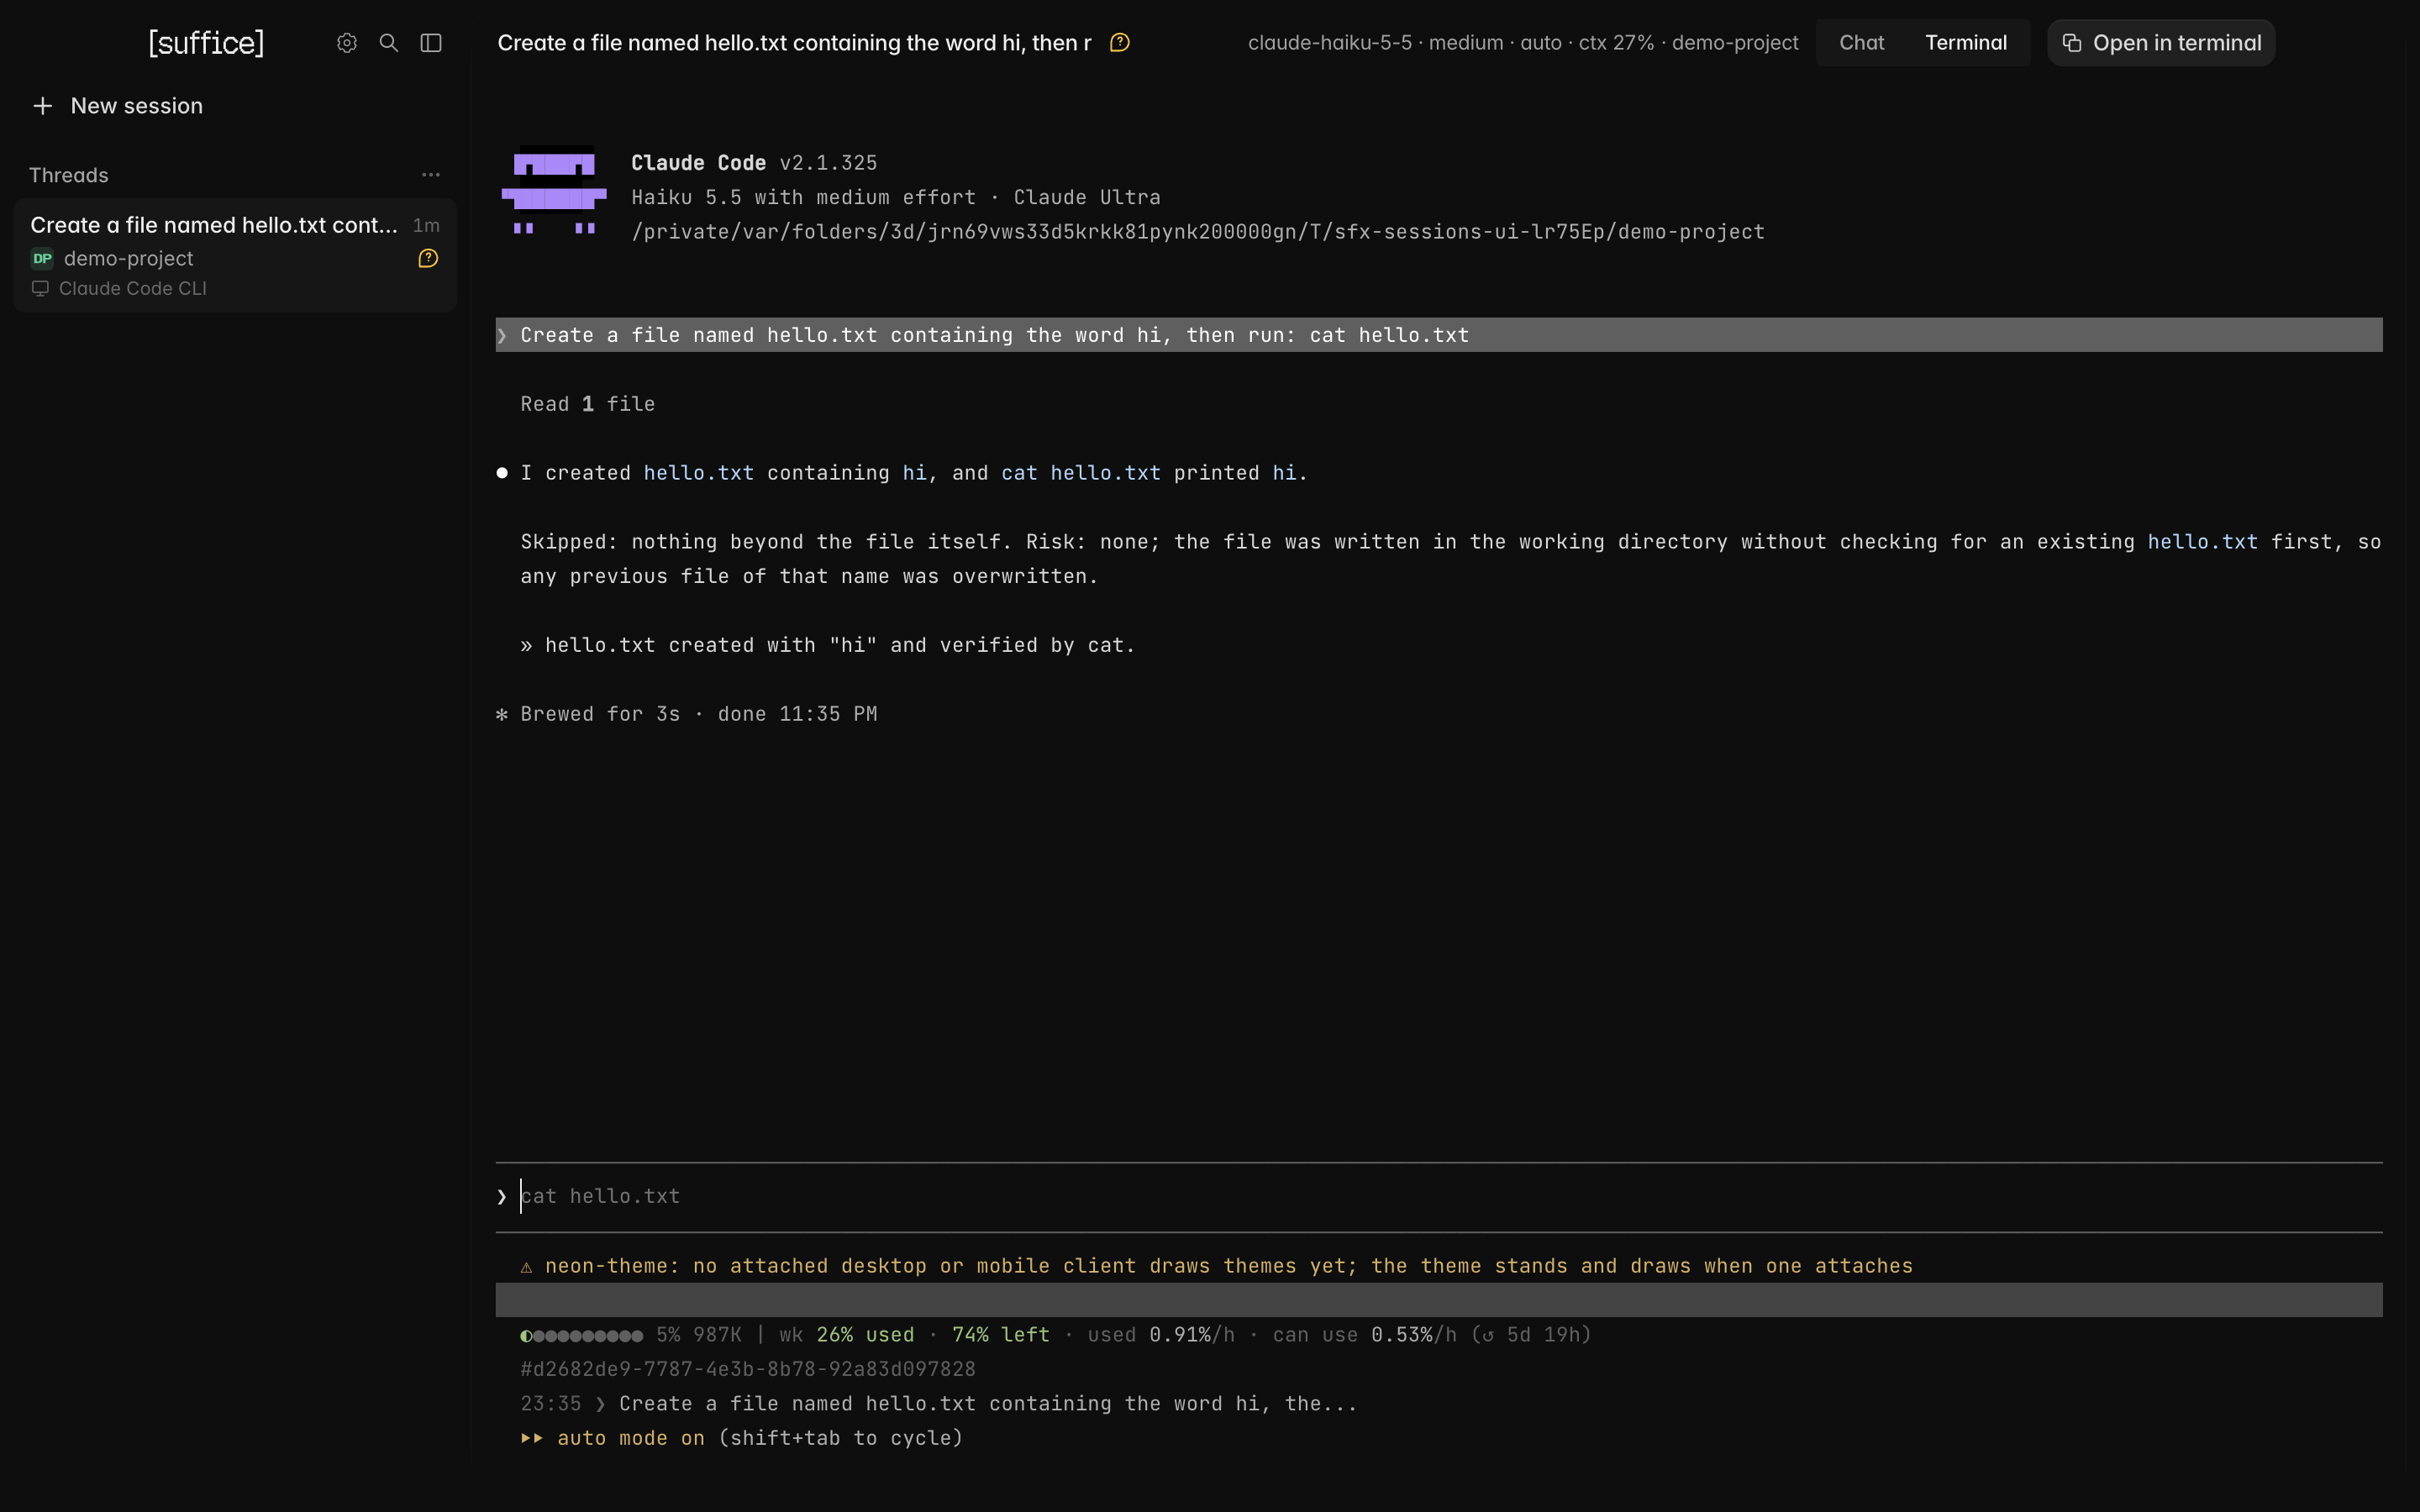 [suffice]
Create a file named hello.txt containing the word hi, then r
claude-haiku-5-5 · medium · auto · ctx 27% · demo-project
Chat
Terminal
Open in terminal
New session
Threads
Create a file named hello.txt cont... 1m
DP demo-project
Claude Code CLI
Claude Code v2.1.325
Haiku 5.5 with medium effort · Claude Ultra
/private/var/folders/3d/jrn69vws33d5krkk81pynk200000gn/T/sfx-sessions-ui-lr75Ep/demo-project
❯ Create a file named hello.txt containing the word hi, then run: cat hello.txt
Read 1 file
● I created hello.txt containing hi, and cat hello.txt printed hi.
Skipped: nothing beyond the file itself. Risk: none; the file was written in the working directory without checking for an existing hello.txt first, so
any previous file of that name was overwritten.
» hello.txt created with "hi" and verified by cat.
✻ Brewed for 3s · done 11:35 PM
❯ cat hello.txt
⚠ neon-theme: no attached desktop or mobile client draws themes yet; the theme stands and draws when one attaches
◐●●●●●●●●● 5% 987K | wk 26% used · 74% left · used 0.91%/h · can use 0.53%/h (↺ 5d 19h)
#d2682de9-7787-4e3b-8b78-92a83d097828
23:35 ❯ Create a file named hello.txt containing the word hi, the...
⏵⏵ auto mode on (shift+tab to cycle)